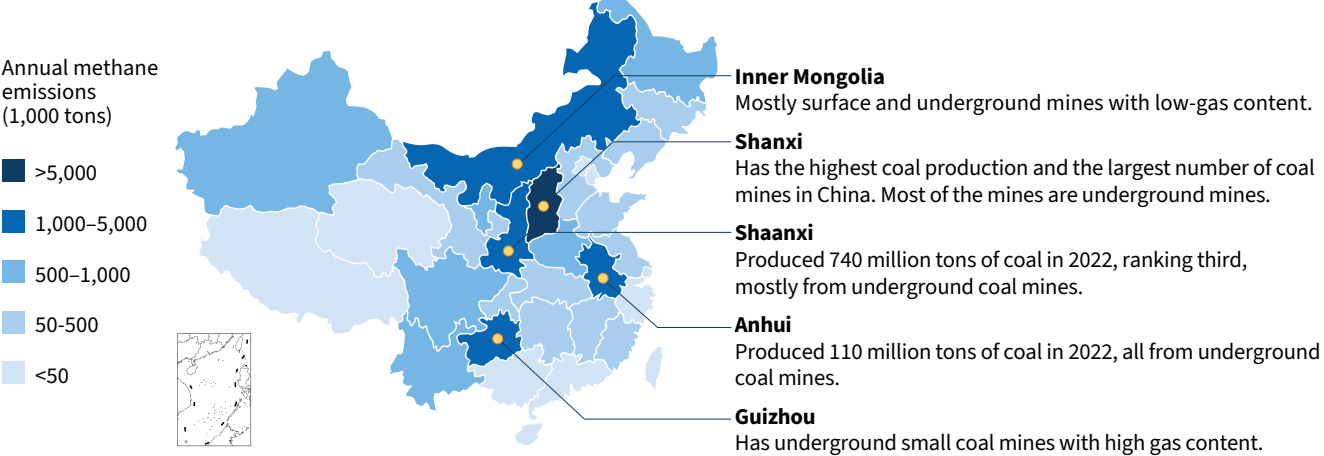 Annual methane
emissions
(1,000 tons)
>5,000
1,000–5,000
500–1,000
50-500
<50
Inner Mongolia
Mostly surface and underground mines with low-gas content.
Shanxi
Has the highest coal production and the largest number of coal
mines in China. Most of the mines are underground mines.
Shaanxi
Produced 740 million tons of coal in 2022, ranking third,
mostly from underground coal mines.
Anhui
Produced 110 million tons of coal in 2022, all from underground
coal mines.
Guizhou
Has underground small coal mines with high gas content.